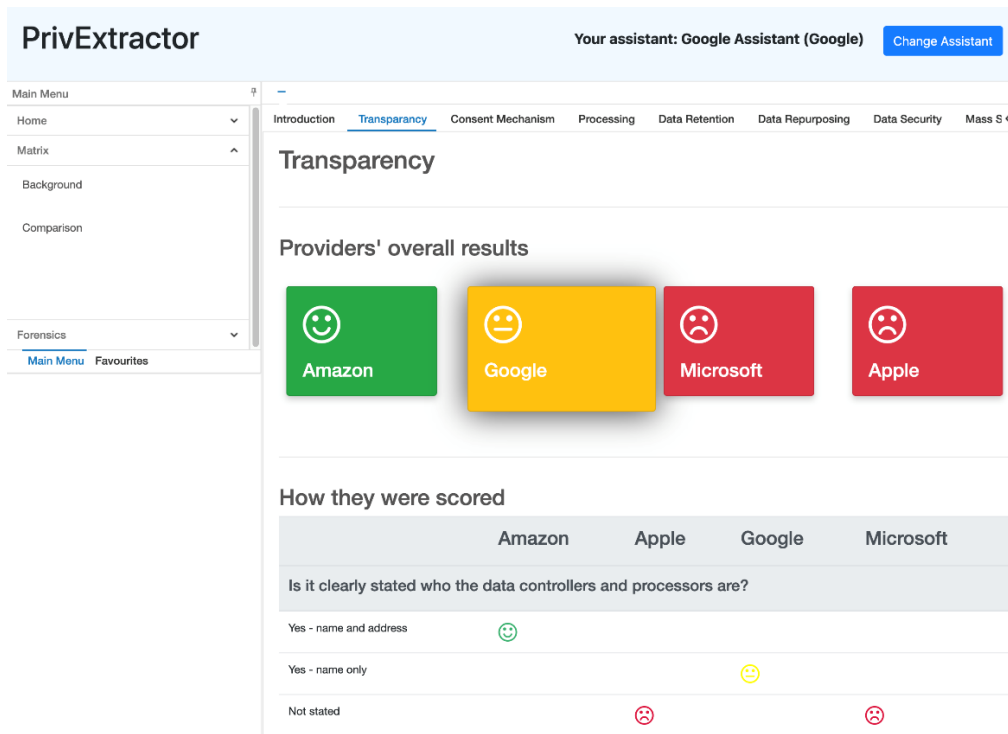 PrivExtractor
Your assistant: Google Assistant (Google)
Change Assistant
Main Menu
Home
Matrix
Background
Comparison
Forensics
Main Menu Favourites
Introduction Transparancy Consent Mechanism Processing Data Retention Data Repurposing Data Security Mass S
Transparency
Providers' overall results
Amazon Google Microsoft Apple
How they were scored
Amazon Apple Google Microsoft
Is it clearly stated who the data controllers and processors are?
Yes - name and address
Yes - name only
Not stated